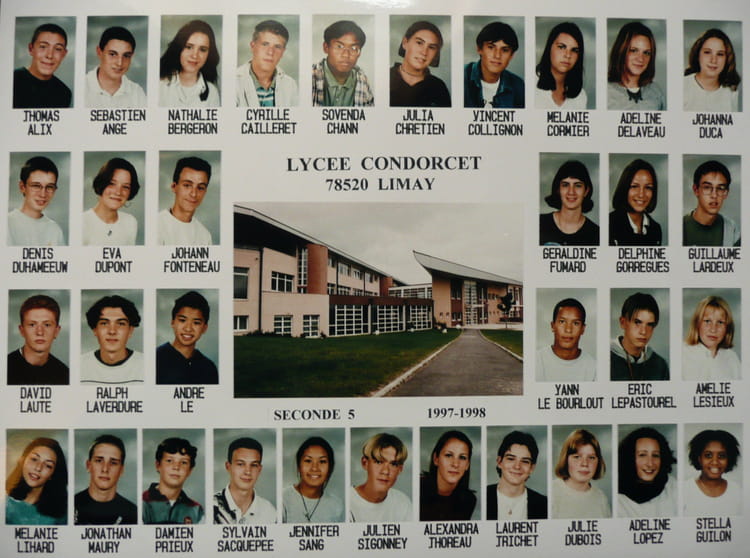 THOMAS ALIX
SEBASTIEN ANGE
NATHALIE BERGERON
CYRILLE CAILLERET
SOVENDA CHANN
JULIA CHRETIEN
VINCENT COLLIGNON
MELANIE CORMIER
ADELINE DELAVEAU
JOHANNA DUCA
LYCEE CONDORCET
78520 LIMAY
DENIS DUHAMEEUW
EVA DUPONT
JOHANN FONTENEAU
GERALDINE FUMARD
DELPHINE GORREGUES
GUILLAUME LARDEUX
DAVID LAUTE
RALPH LAVERDURE
ANDRE LE
YANN LE BOURLOUT
ERIC LEPASTOUREL
AMELIE LESIEUX
SECONDE 5 1997-1998
MELANIE LIHARD
JONATHAN MAURY
DAMIEN PRIEUX
SYLVAIN SACQUEPEE
JENNIFER SANG
JULIEN SIGONNEY
ALEXANDRA THOREAU
LAURENT TRICHET
JULIE DUBOIS
ADELINE LOPEZ
STELLA GUILON